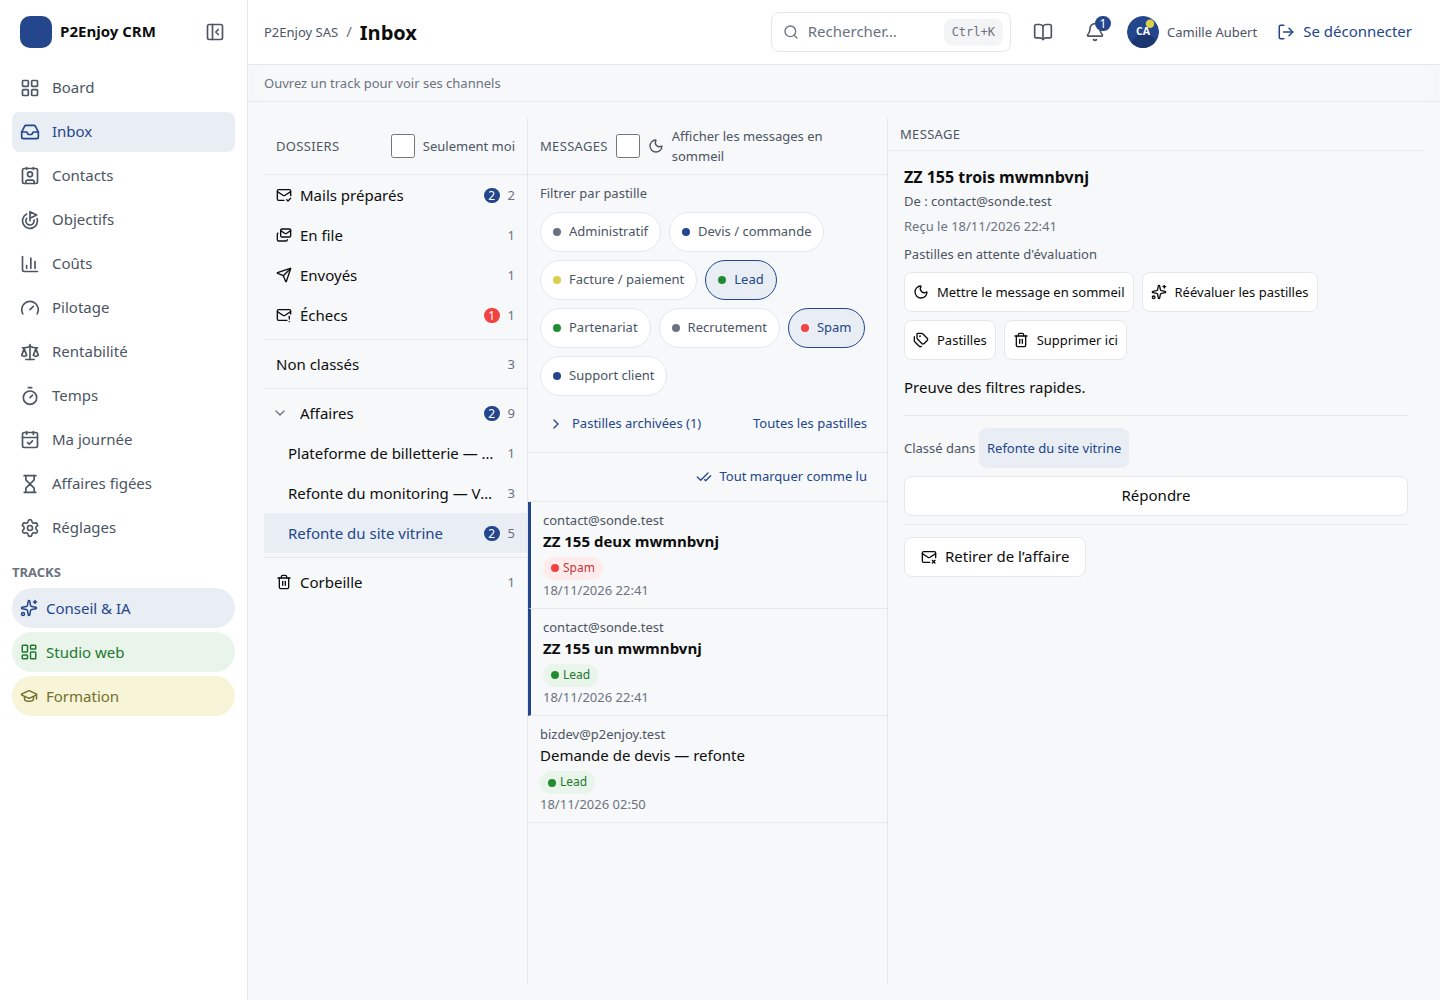 P2Enjoy CRM
Board
Inbox
Contacts
Objectifs
Coûts
Pilotage
Rentabilité
Temps
Ma journée
Affaires figées
Réglages
TRACKS
Conseil & IA
Studio web
Formation
P2Enjoy SAS / Inbox
Rechercher... Ctrl+K
1
CA Camille Aubert
Se déconnecter
Ouvrez un track pour voir ses channels
DOSSIERS Seulement moi
Mails préparés 2 2
En file 1
Envoyés 1
Échecs 1 1
Non classés 3
Affaires 2 9
Plateforme de billetterie — ... 1
Refonte du monitoring — V... 3
Refonte du site vitrine 2 5
Corbeille 1
MESSAGES Afficher les messages en
sommeil
Filtrer par pastille
Administratif Devis / commande
Facture / paiement Lead
Partenariat Recrutement Spam
Support client
Pastilles archivées (1) Toutes les pastilles
Tout marquer comme lu
contact@sonde.test
ZZ 155 deux mwmnbvnj
Spam
18/11/2026 22:41
contact@sonde.test
ZZ 155 un mwmnbvnj
Lead
18/11/2026 22:41
bizdev@p2enjoy.test
Demande de devis — refonte
Lead
18/11/2026 02:50
MESSAGE
ZZ 155 trois mwmnbvnj
De : contact@sonde.test
Reçu le 18/11/2026 22:41
Pastilles en attente d'évaluation
Mettre le message en sommeil Réévaluer les pastilles
Pastilles Supprimer ici
Preuve des filtres rapides.
Classé dans Refonte du site vitrine
Répondre
Retirer de l’affaire